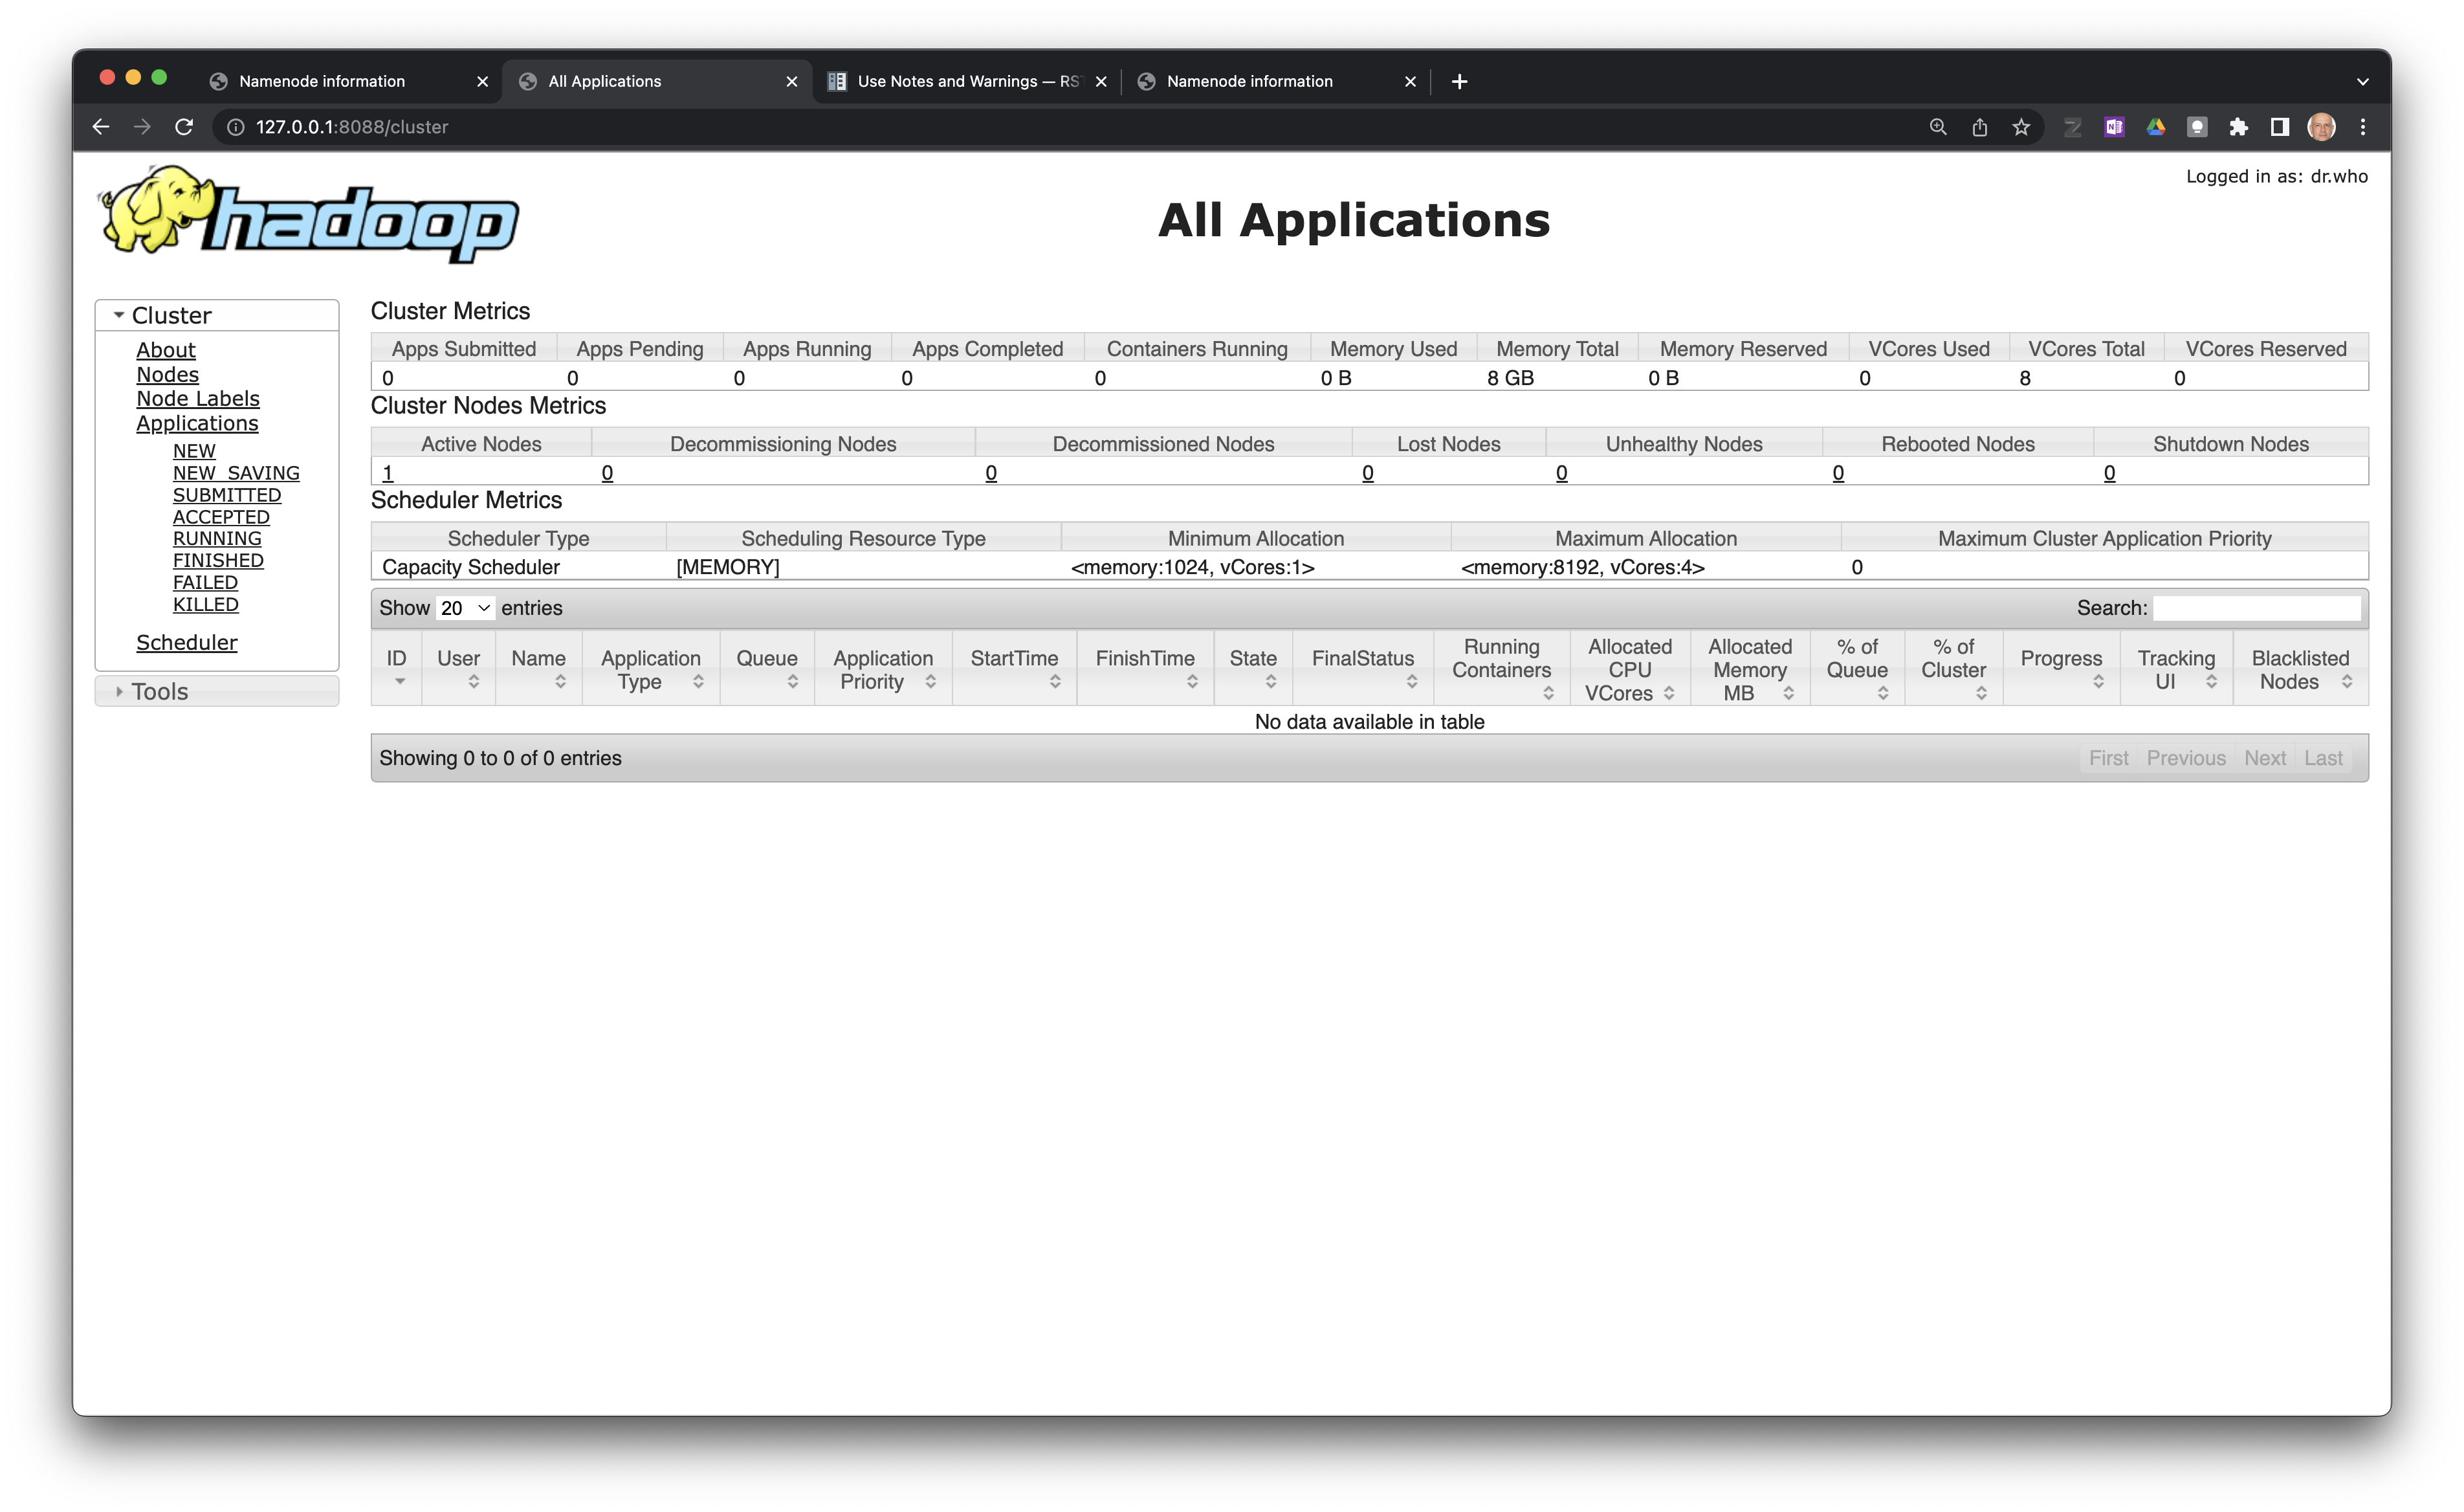 Namenode information
All Applications
Use Notes and Warnings — RS
Namenode information
127.0.0.1:8088/cluster
hadoop
All Applications
Logged in as: dr.who
Cluster
About
Nodes
Node Labels
Applications
NEW
NEW_SAVING
SUBMITTED
ACCEPTED
RUNNING
FINISHED
FAILED
KILLED
Scheduler
Tools
Cluster Metrics
Apps Submitted Apps Pending Apps Running Apps Completed Containers Running Memory Used Memory Total Memory Reserved VCores Used VCores Total VCores Reserved
0 0 0 0 0 0 B 8 GB 0 B 0 8 0
Cluster Nodes Metrics
Active Nodes Decommissioning Nodes Decommissioned Nodes Lost Nodes Unhealthy Nodes Rebooted Nodes Shutdown Nodes
1 0 0 0 0 0 0
Scheduler Metrics
Scheduler Type Scheduling Resource Type Minimum Allocation Maximum Allocation Maximum Cluster Application Priority
Capacity Scheduler [MEMORY] <memory:1024, vCores:1> <memory:8192, vCores:4> 0
Show 20 entries Search:
ID User Name Application Type Queue Application Priority StartTime FinishTime State FinalStatus Running Containers Allocated CPU VCores Allocated Memory MB % of Queue % of Cluster Progress Tracking UI Blacklisted Nodes
No data available in table
Showing 0 to 0 of 0 entries First Previous Next Last